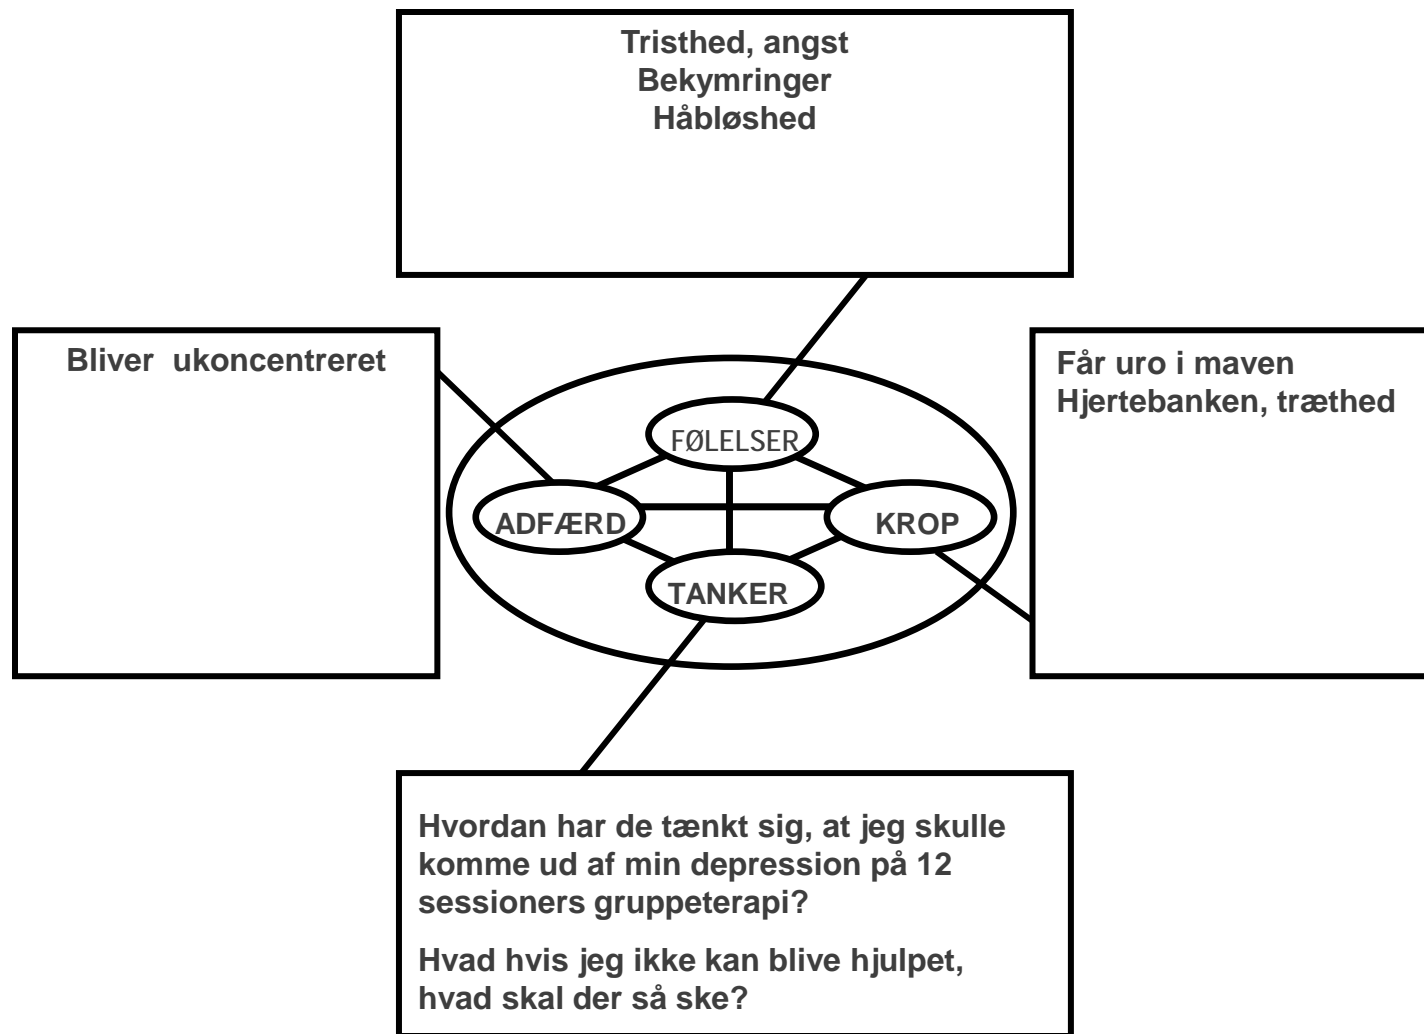 Tristhed, angst
Bekymringer
Håbløshed
Bliver ukoncentreret
Får uro i maven
Hjertebanken, træthed
FØLELSER
ADFÆRD
KROP
TANKER
Hvordan har de tænkt sig, at jeg skulle
komme ud af min depression på 12
sessioners gruppeterapi?
Hvad hvis jeg ikke kan blive hjulpet,
hvad skal der så ske?